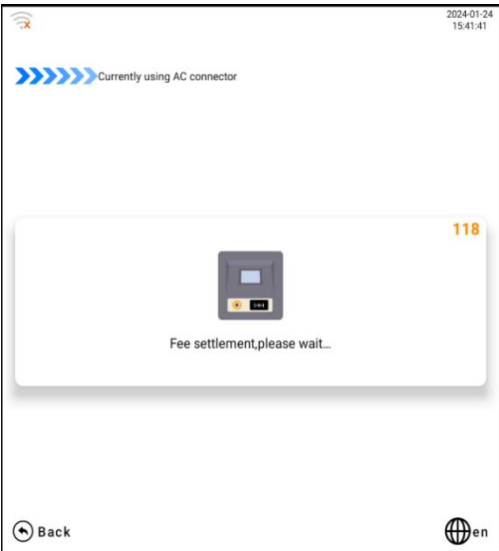 2024-01-24
15:41:41
Currently using AC connector
118
Fee settlement,please wait...
Back
en